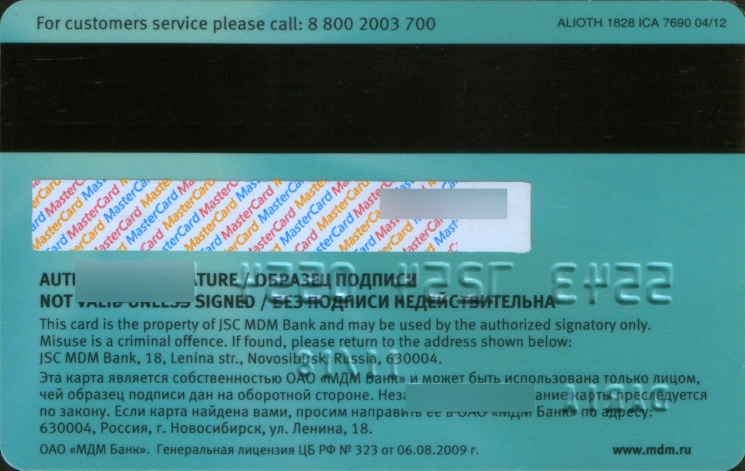 For customers service please call: 8 800 2003 700
ALIOTH 1828 ICA 7690 04/12
MasterCard MasterCard MasterCard
AUT ATURE / ОБРАЗЕЦ ПОДПИСИ
NOT VALID UNLESS SIGNED / БЕЗ ПОДПИСИ НЕДЕЙСТВИТЕЛЬНА
This card is the property of JSC MDM Bank and may be used by the authorized signatory only.
Misuse is a criminal offence. If found, please return to the address shown below:
JSC MDM Bank, 18, Lenina str., Novosibirsk, Russia, 630004.
Эта карта является собственностью ОАО «МДМ Банк» и может быть использована только лицом,
чей образец подписи дан на оборотной стороне. Неза ание карты преследуется
по закону. Если карта найдена вами, просим направить ее в ОАО «МДМ Банк» по адресу:
630004, Россия, г. Новосибирск, ул. Ленина, 18.
ОАО «МДМ Банк». Генеральная лицензия ЦБ РФ № 323 от 06.08.2009 г.
www.mdm.ru